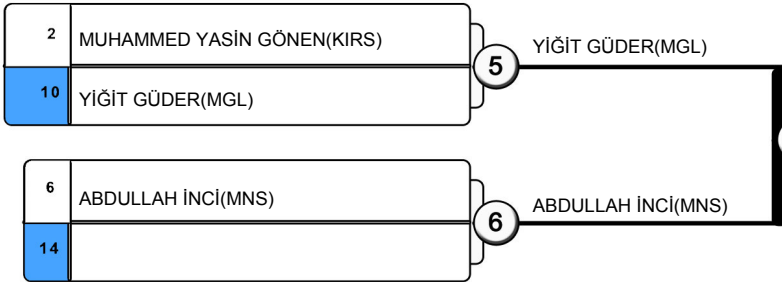 2 MUHAMMED YASİN GÖNEN(KIRS)
10 YİĞİT GÜDER(MGL)
5 YİĞİT GÜDER(MGL)
6 ABDULLAH İNCİ(MNS)
14
6 ABDULLAH İNCİ(MNS)